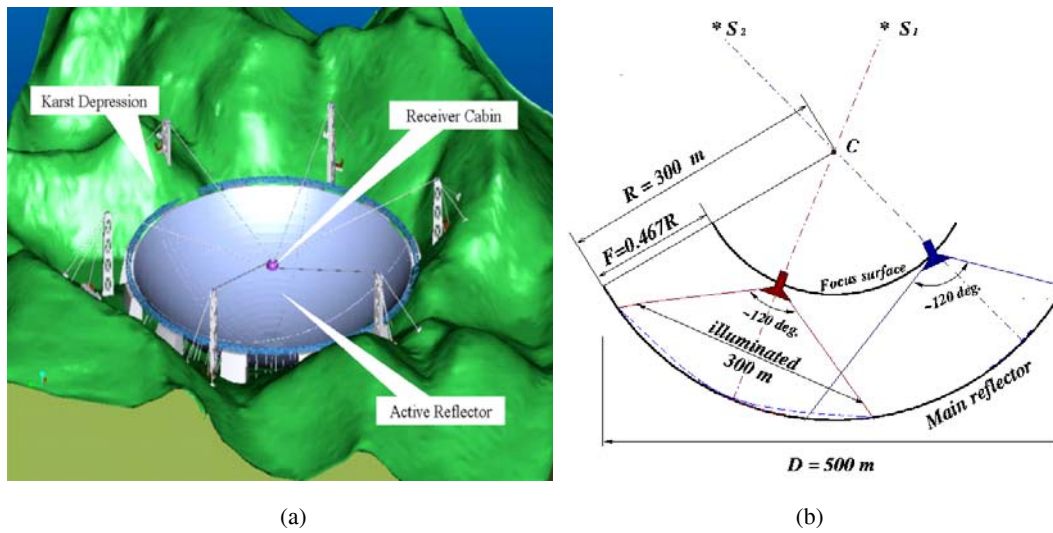 Karst Depression
Receiver Cabin
Active Reflector
(a)
* S2
* S1
C
R = 300 m
F=0.467R
Focus surface
~120 deg.
~120 deg.
illuminated
300 m
Main reflector
D = 500 m
(b)